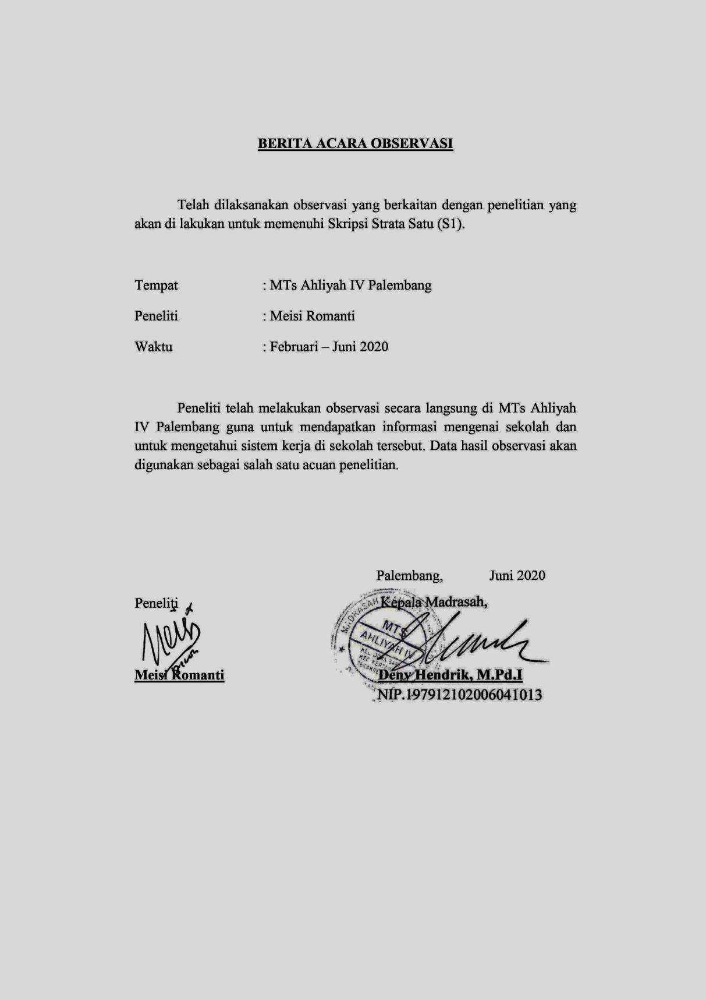 BERITA ACARA OBSERVASI
Telah dilaksanakan observasi yang berkaitan dengan penelitian yang
akan di lakukan untuk memenuhi Skripsi Strata Satu (S1).
Tempat : MTs Ahliyah IV Palembang
Peneliti : Meisi Romanti
Waktu : Februari – Juni 2020
Peneliti telah melakukan observasi secara langsung di MTs Ahliyah
IV Palembang guna untuk mendapatkan informasi mengenai sekolah dan
untuk mengetahui sistem kerja di sekolah tersebut. Data hasil observasi akan
digunakan sebagai salah satu acuan penelitian.
Palembang, Juni 2020
Peneliti
Kepala Madrasah,
MADRASAH
MTS
AHLIYAH IV
Meisi Romanti
Deny Hendrik, M.Pd.I
NIP.197912102006041013